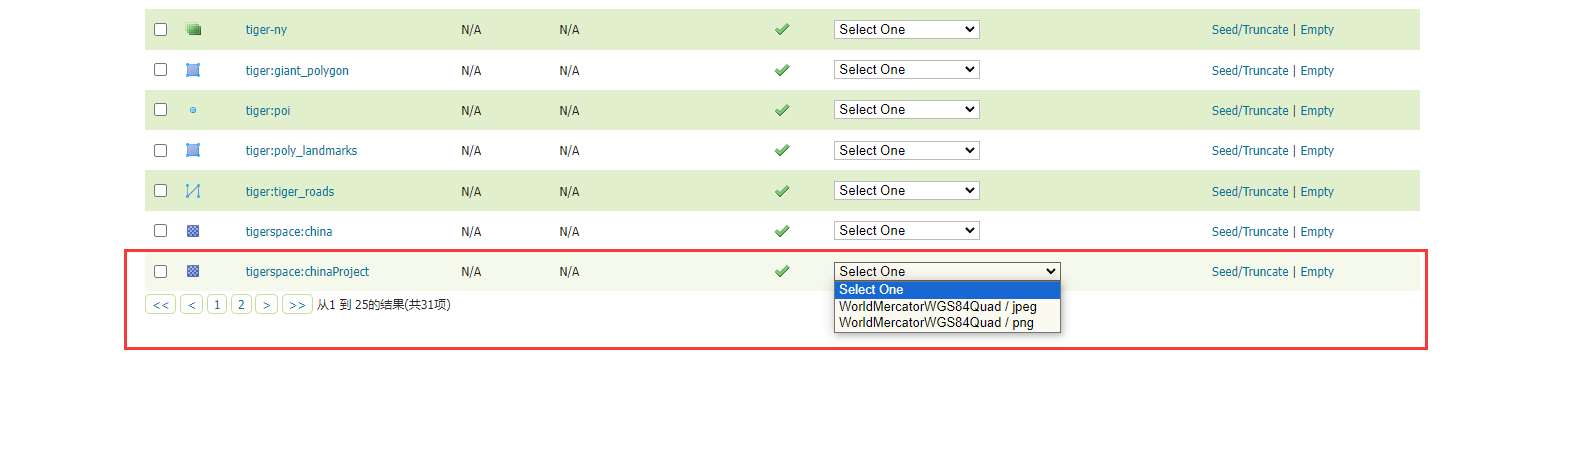 tiger-ny N/A N/A Select One Seed/Truncate | Empty
tiger:giant_polygon N/A N/A Select One Seed/Truncate | Empty
tiger:poi N/A N/A Select One Seed/Truncate | Empty
tiger:poly_landmarks N/A N/A Select One Seed/Truncate | Empty
tiger:tiger_roads N/A N/A Select One Seed/Truncate | Empty
tigerspace:china N/A N/A Select One Seed/Truncate | Empty
tigerspace:chinaProject N/A N/A Select One Seed/Truncate | Empty
Select One
WorldMercatorWGS84Quad / jpeg
WorldMercatorWGS84Quad / png
<< < 1 2 > >> 从1 到 25的结果(共31项)